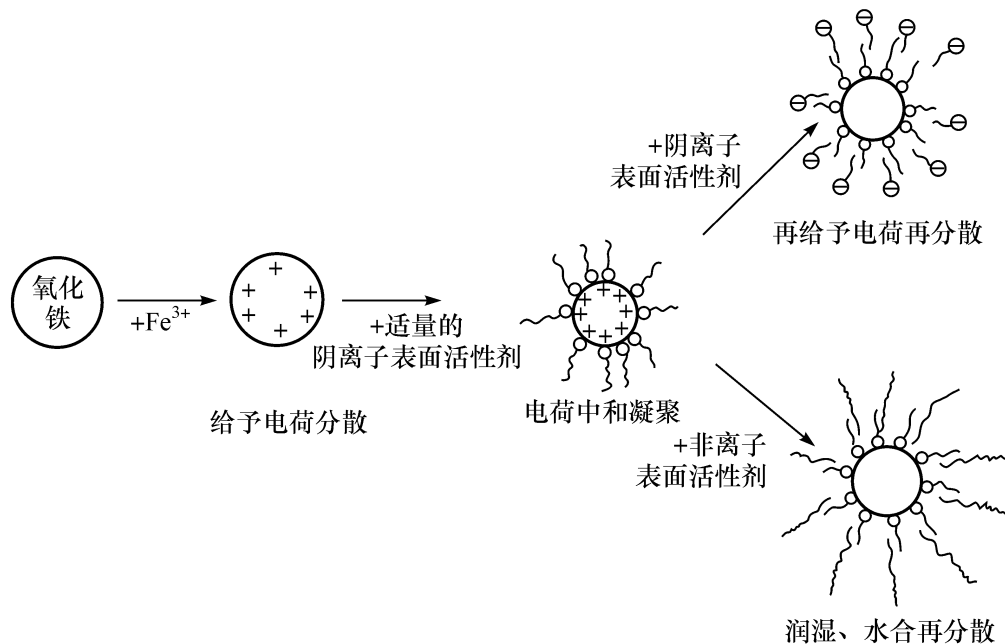 氧化
铁
+Fe³⁺
+ + + + + +
给予电荷分散
+适量的
阴离子表面活性剂
+ + + + + + + + +
电荷中和凝聚
+阴离子
表面活性剂
再给予电荷再分散
+非离子
表面活性剂
润湿、水合再分散